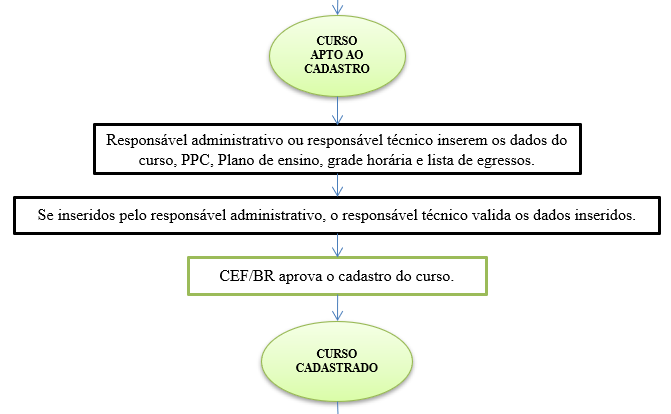 CURSO
APTO AO
CADASTRO
Responsável administrativo ou responsável técnico inserem os dados do
curso, PPC, Plano de ensino, grade horária e lista de egressos.
Se inseridos pelo responsável administrativo, o responsável técnico valida os dados inseridos.
CEF/BR aprova o cadastro do curso.
CURSO
CADASTRADO